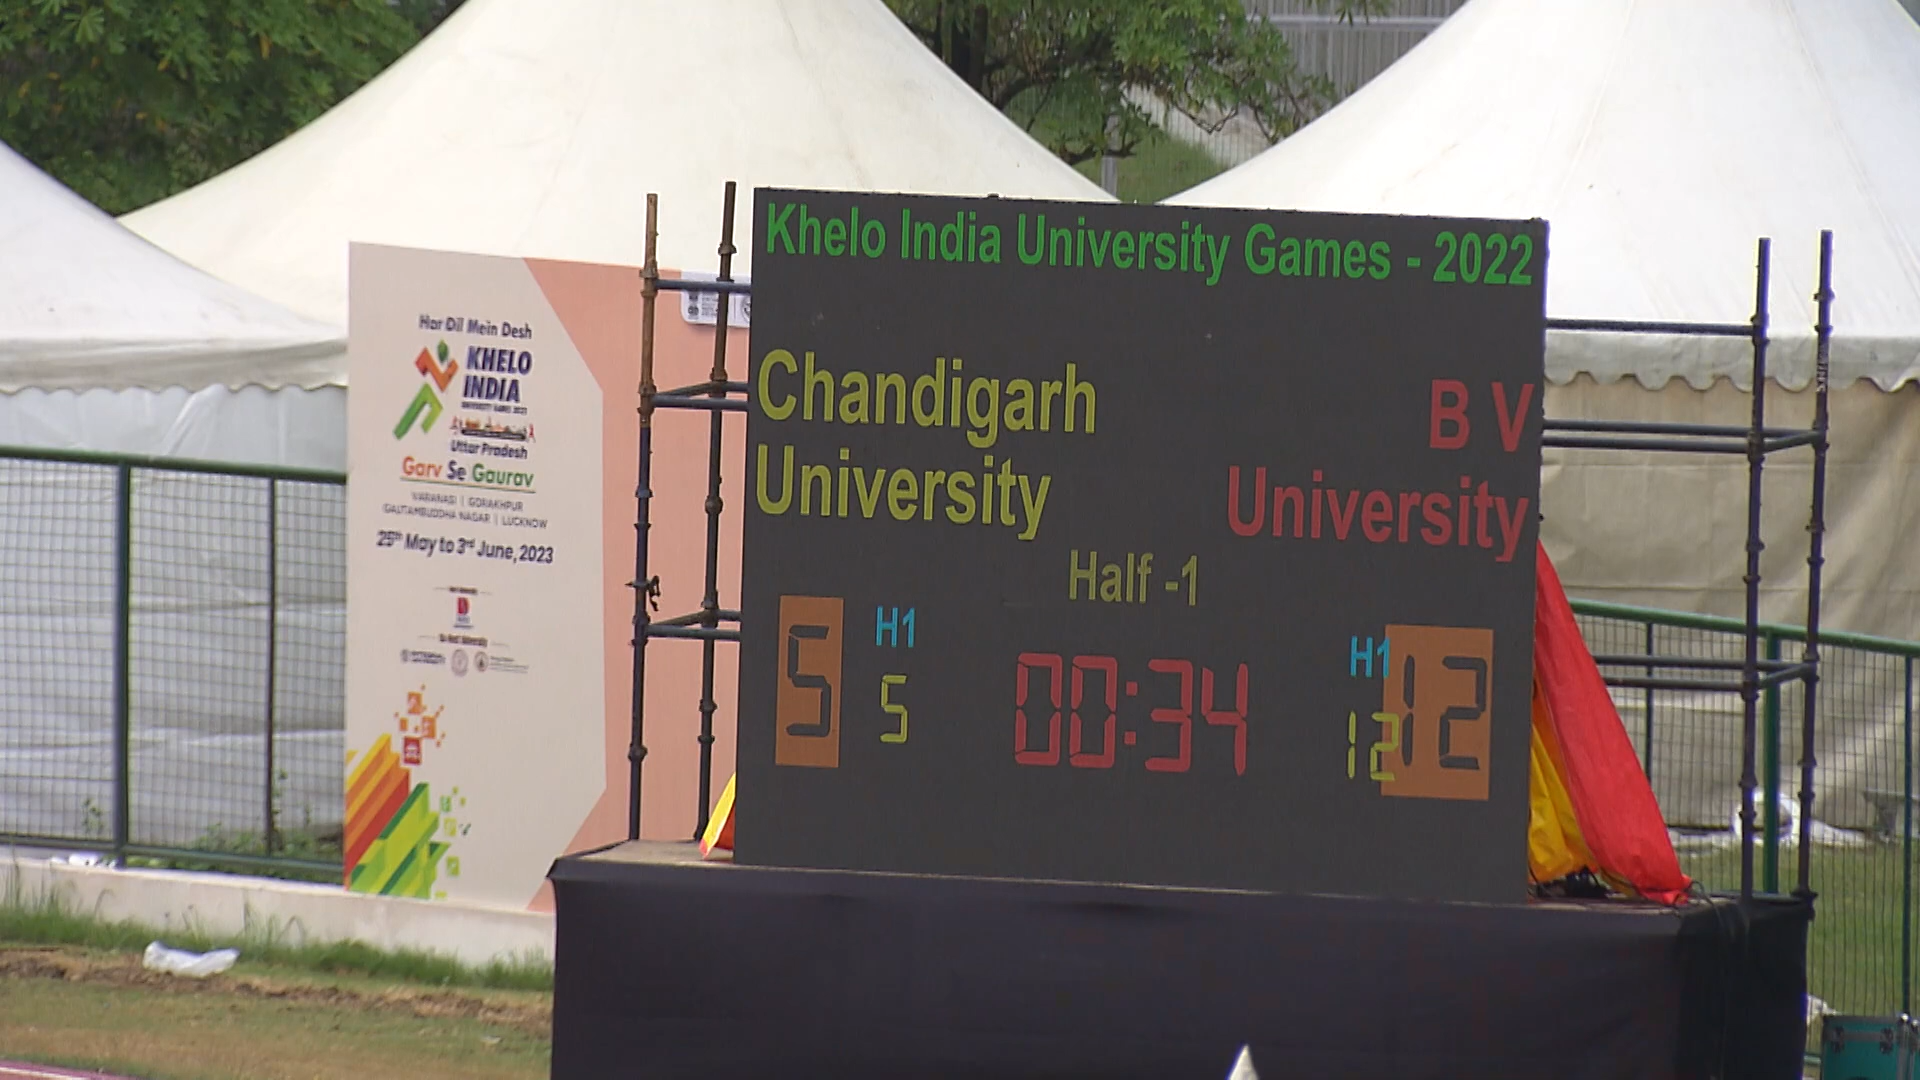 Har Dil Mein Desh
KHELO
INDIA
Uttar Pradesh
Garv Se Gaurav
VARANASI | GORAKHPUR
GAUTAMBUDDHA NAGAR | LUCKNOW
25th May to 3rd June, 2023
Khelo India University Games - 2022
Chandigarh
University
B V
University
Half -1
5
H1
5
00:34
H1
12
12